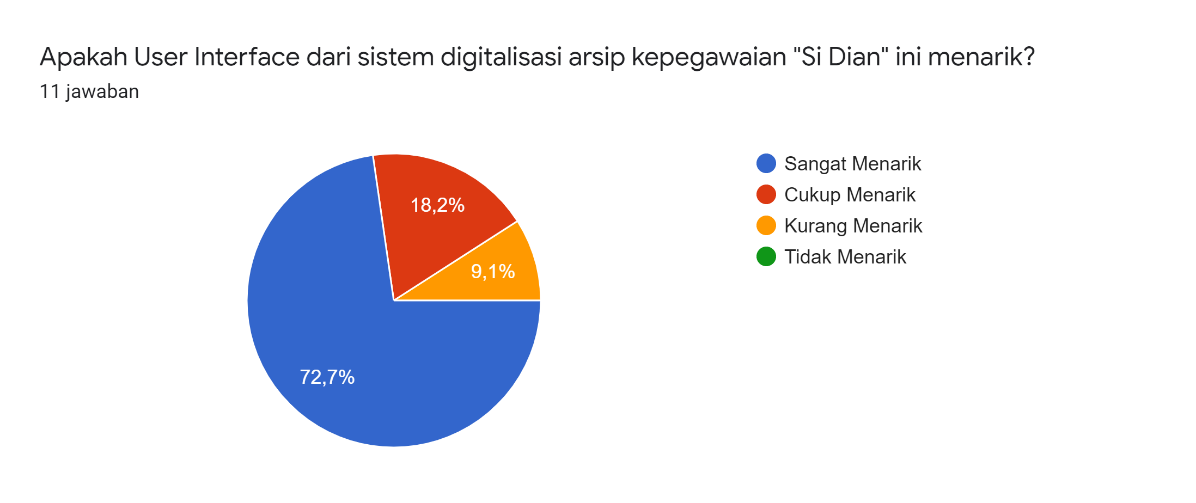 Apakah User Interface dari sistem digitalisasi arsip kepegawaian "Si Dian" ini menarik?
11 jawaban
Sangat Menarik
Cukup Menarik
Kurang Menarik
Tidak Menarik
18,2%
9,1%
72,7%